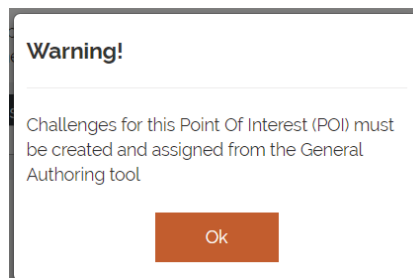 Warning!
Challenges for this Point Of Interest (POI) must
be created and assigned from the General
Authoring tool
Ok